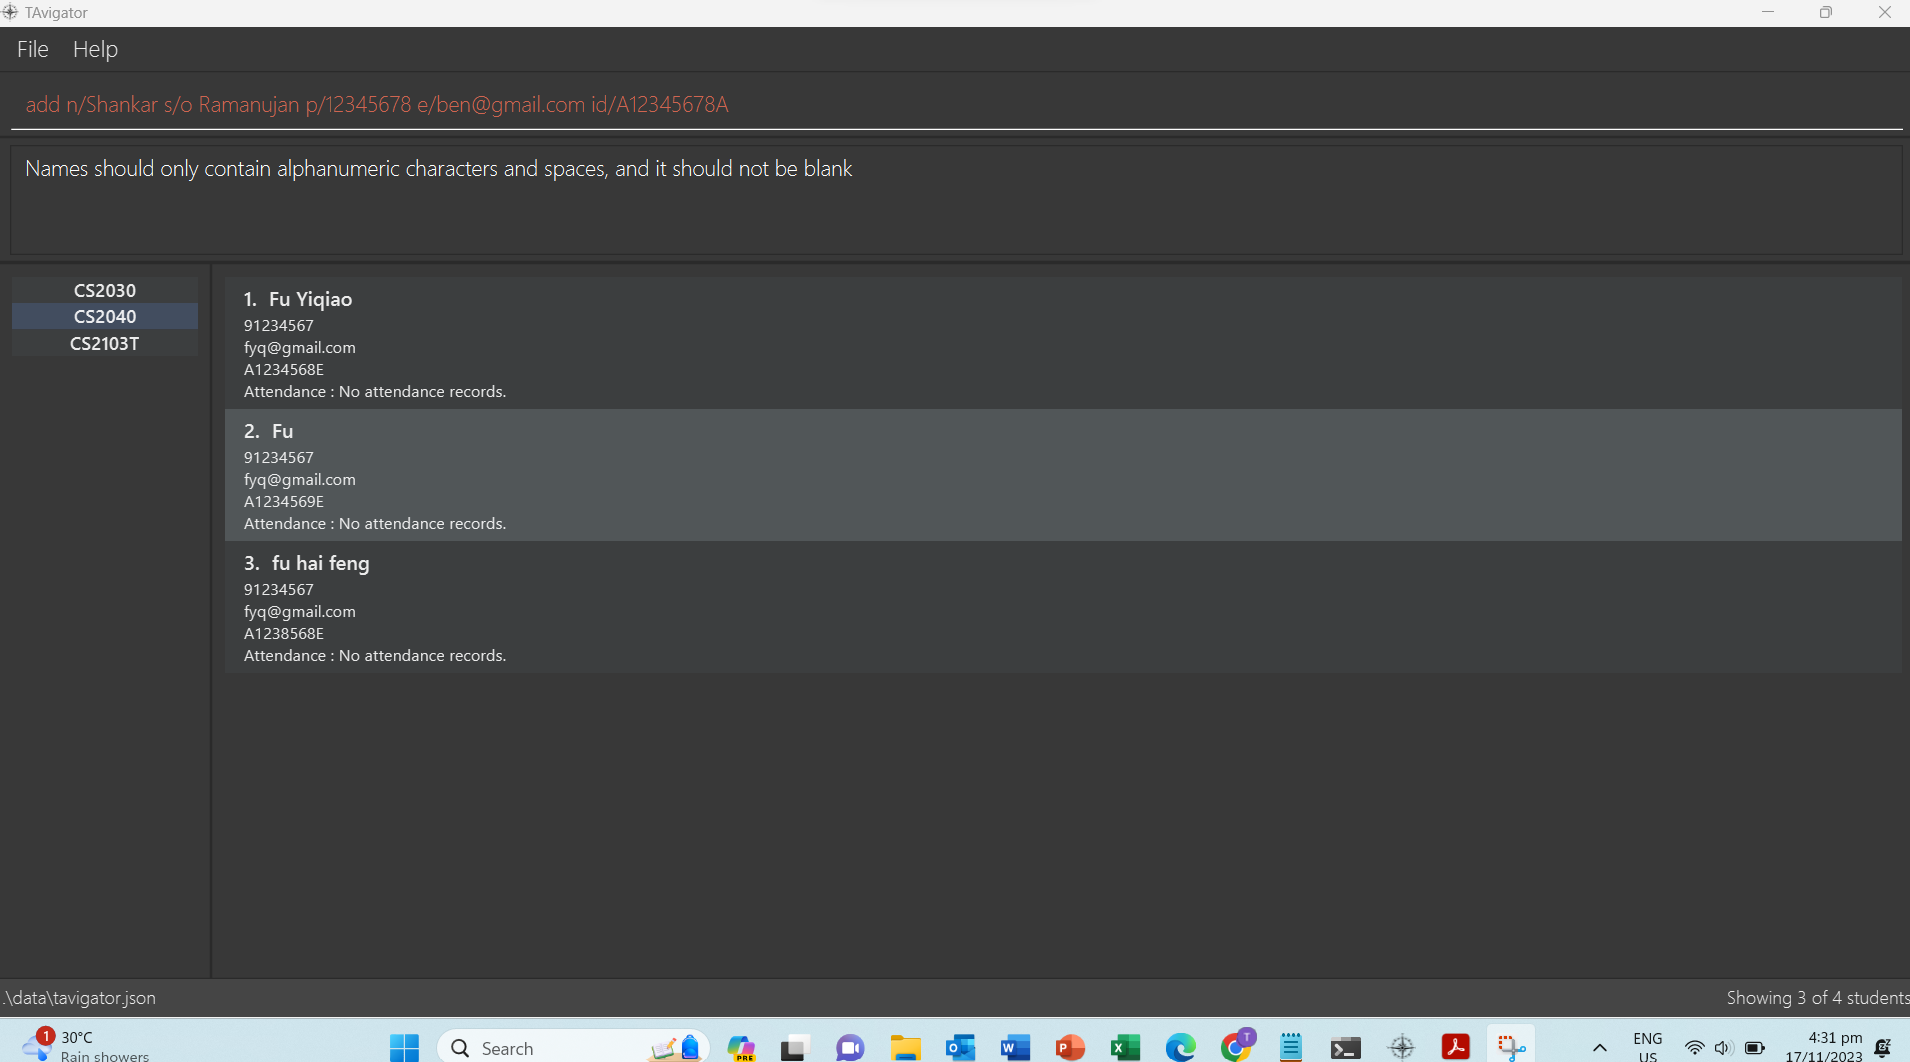 TAvigator
File Help
add n/Shankar s/o Ramanujan p/12345678 e/ben@gmail.com id/A12345678A
Names should only contain alphanumeric characters and spaces, and it should not be blank
CS2030
CS2040
CS2103T
1. Fu Yiqiao
91234567
fyq@gmail.com
A1234568E
Attendance : No attendance records.
2. Fu
91234567
fyq@gmail.com
A1234569E
Attendance : No attendance records.
3. fu hai feng
91234567
fyq@gmail.com
A1238568E
Attendance : No attendance records.
.\data\tavigator.json
Showing 3 of 4 students
1
30°C
Rain showers
Search
PRE
T
ENG
US
4:31 pm
17/11/2023